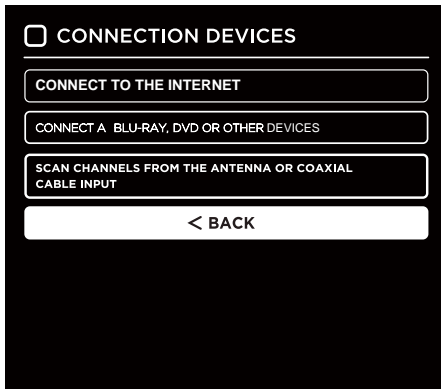 CONNECTION DEVICES
CONNECT TO THE INTERNET
CONNECT A BLU-RAY, DVD OR OTHER DEVICES
SCAN CHANNELS FROM THE ANTENNA OR COAXIAL
CABLE INPUT
< BACK